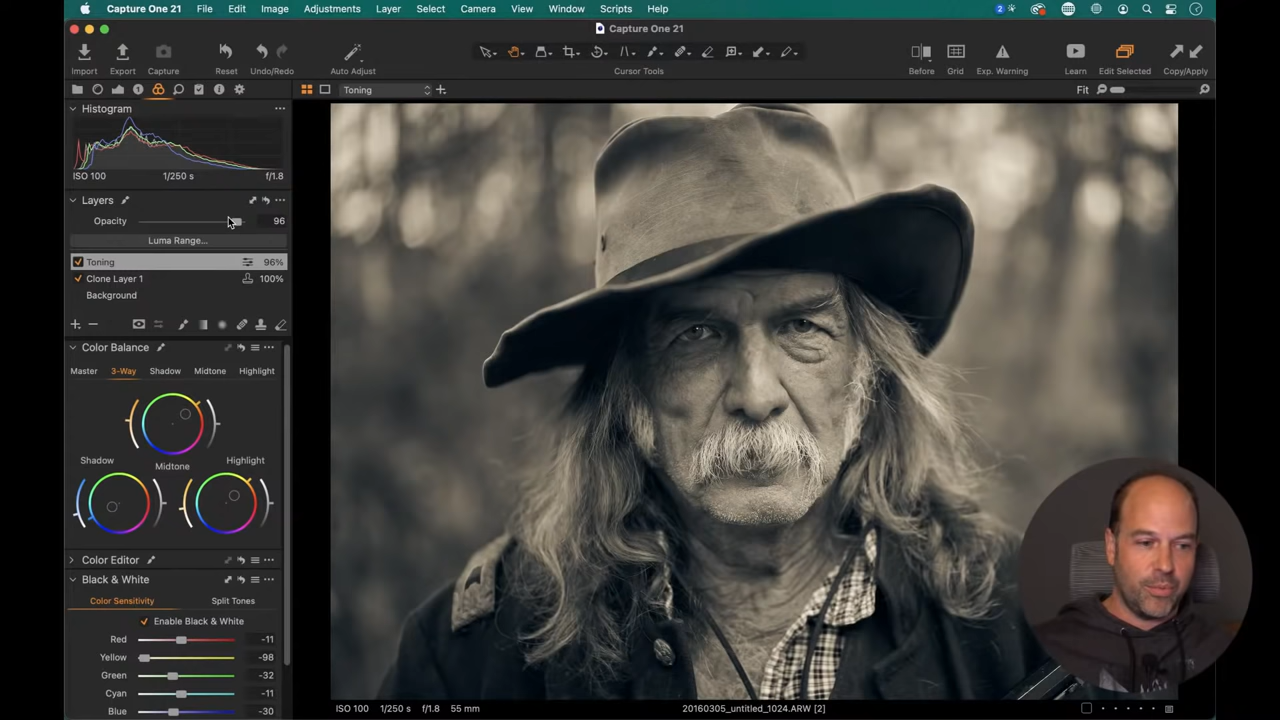 Capture One 21 File Edit Image Adjustments Layer Select Camera View Window Scripts Help 2
Capture One 21
Import Export Capture Reset Undo/Redo Auto Adjust Cursor Tools Before Grid Exp. Warning Learn Edit Selected Copy/Apply
Toning Fit
Histogram
ISO 100 1/250 s f/1.8
Layers
Opacity 96
Luma Range...
Toning 96%
Clone Layer 1 100%
Background
Color Balance
Master 3-Way Shadow Midtone Highlight
Shadow Midtone Highlight
Color Editor
Black & White
Color Sensitivity Split Tones
Enable Black & White
Red -11
Yellow -98
Green -32
Cyan -11
Blue -30
ISO 100 1/250 s f/1.8 55 mm 20160305_untitled_1024.ARW [2]